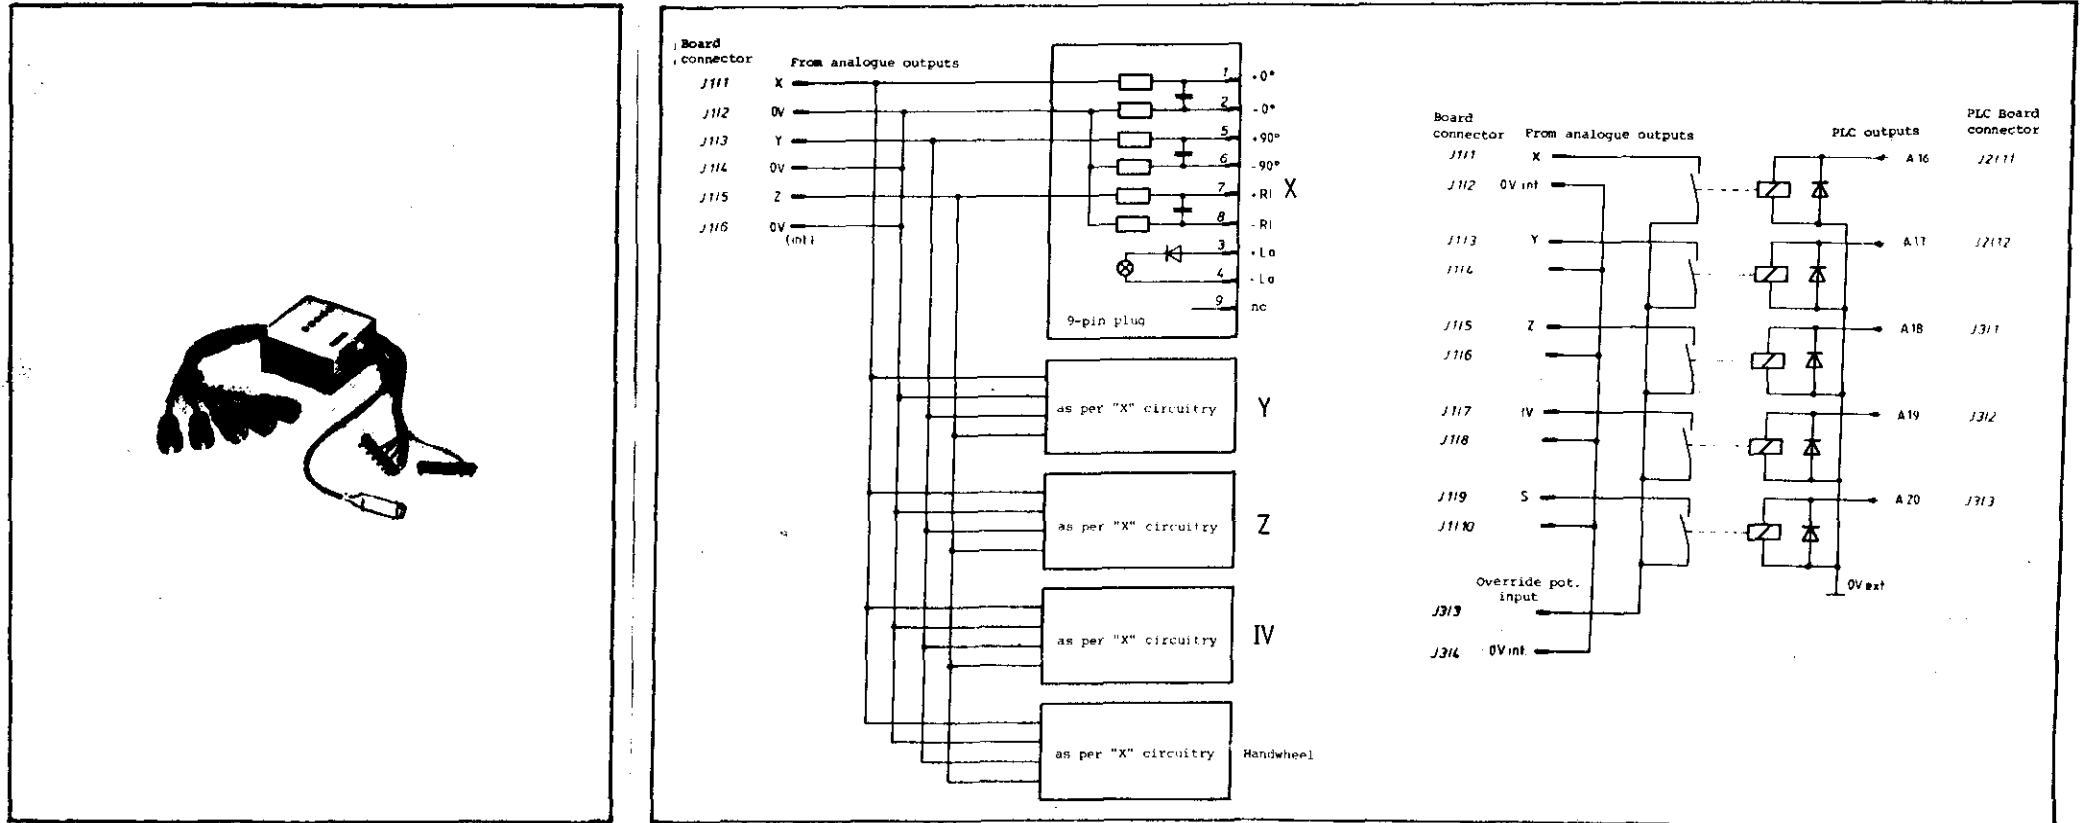 Board
connector
From analogue outputs
J1/1 X
J1/2 0V
J1/3 Y
J1/4 0V
J1/5 Z
J1/6 0V
(int)
1 +0°
2 -0°
5 +90°
6 -90°
7 +RI
8 -RI
3 +La
4 -La
9 nc
X
9-pin plug
as per "X" circuitry Y
as per "X" circuitry Z
as per "X" circuitry IV
as per "X" circuitry Handwheel
Board
connector
From analogue outputs
PLC outputs
PLC Board
connector
J1/1 X A16 J2/11
J1/2 0V int
J1/3 Y A17 J2/12
J1/4
J1/5 Z A18 J3/1
J1/6
J1/7 IV A19 J3/2
J1/8
J1/9 S A20 J3/3
J1/10
0V ext
Override pot.
input
J3/3
J3/4 0V int.